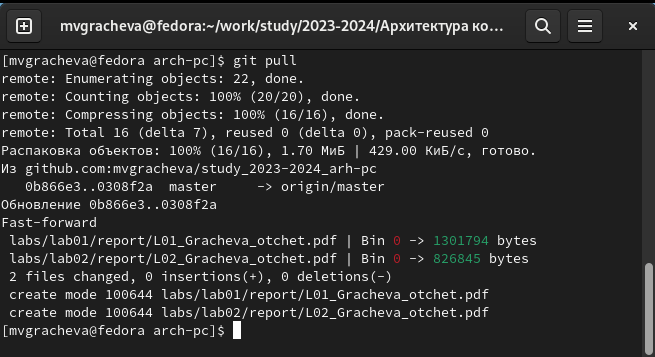 mvgracheva@fedora:~/work/study/2023-2024/Архитектура ко...
[mvgracheva@fedora arch-pc]$ git pull
remote: Enumerating objects: 22, done.
remote: Counting objects: 100% (20/20), done.
remote: Compressing objects: 100% (16/16), done.
remote: Total 16 (delta 7), reused 0 (delta 0), pack-reused 0
Распаковка объектов: 100% (16/16), 1.70 МиБ | 429.00 КиБ/с, готово.
Из github.com:mvgracheva/study_2023-2024_arh-pc
   0b866e3..0308f2a  master     -> origin/master
Обновление 0b866e3..0308f2a
Fast-forward
 labs/lab01/report/L01_Gracheva_otchet.pdf | Bin 0 -> 1301794 bytes
 labs/lab02/report/L02_Gracheva_otchet.pdf | Bin 0 -> 826845 bytes
 2 files changed, 0 insertions(+), 0 deletions(-)
 create mode 100644 labs/lab01/report/L01_Gracheva_otchet.pdf
 create mode 100644 labs/lab02/report/L02_Gracheva_otchet.pdf
[mvgracheva@fedora arch-pc]$